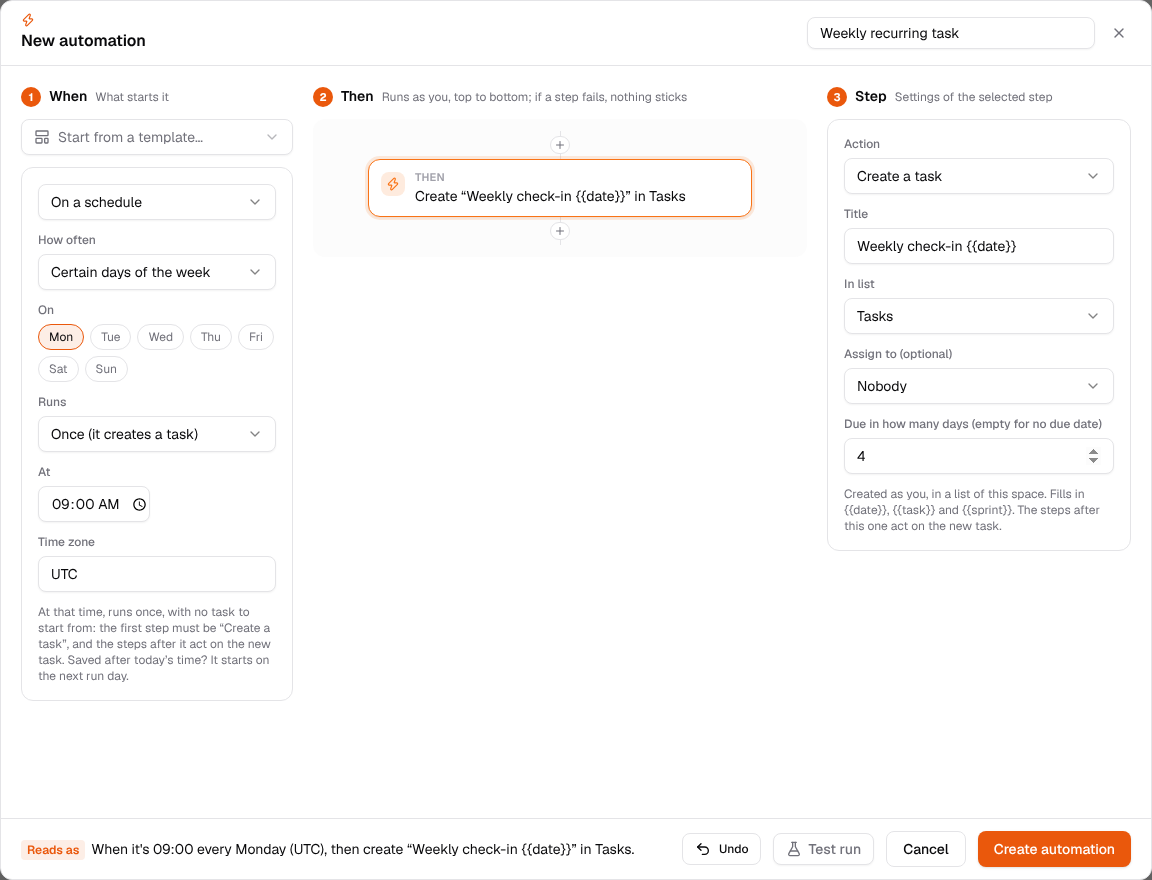 New automation
Weekly recurring task
1 When What starts it
Start from a template...
On a schedule
How often
Certain days of the week
On
Mon Tue Wed Thu Fri
Sat Sun
Runs
Once (it creates a task)
At
09:00 AM
Time zone
UTC
At that time, runs once, with no task to
start from: the first step must be “Create a
task”, and the steps after it act on the new
task. Saved after today's time? It starts on
the next run day.
2 Then Runs as you, top to bottom; if a step fails, nothing sticks
THEN
Create “Weekly check-in {{date}}” in Tasks
3 Step Settings of the selected step
Action
Create a task
Title
Weekly check-in {{date}}
In list
Tasks
Assign to (optional)
Nobody
Due in how many days (empty for no due date)
4
Created as you, in a list of this space. Fills in
{{date}}, {{task}} and {{sprint}}. The steps after
this one act on the new task.
Reads as When it's 09:00 every Monday (UTC), then create “Weekly check-in {{date}}” in Tasks.
Undo
Test run
Cancel
Create automation